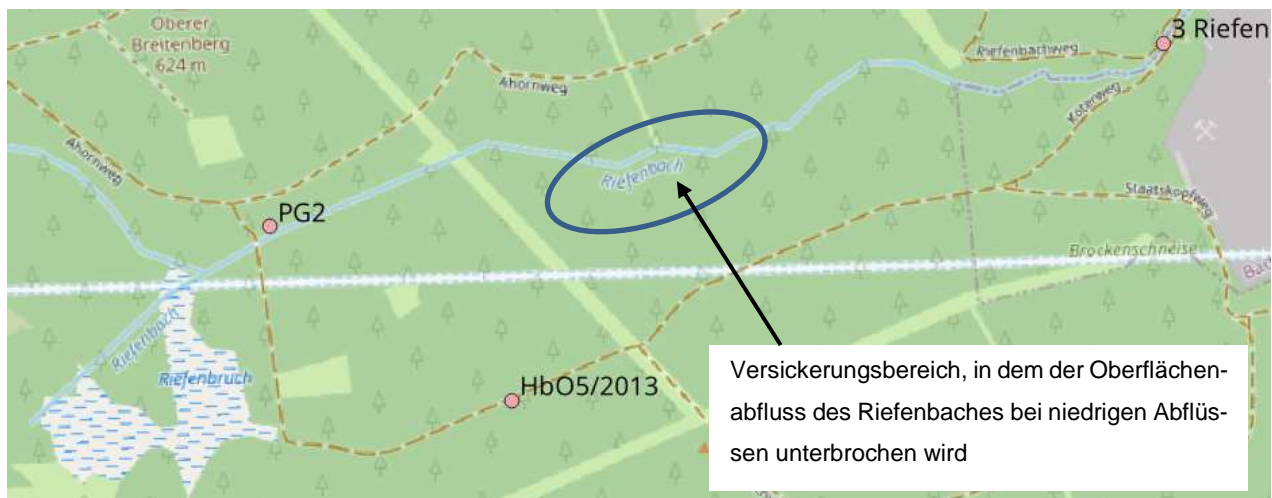 Oberer
Breitenberg
624 m
Ahornweg
Ahornweg
Riefenbachweg
3 Riefen
Köterweg
Riefenbach
PG2
Staatskopfweg
Brockenschneise
Bad
Riefenbach
Riefenbruch
HbO5/2013
Versickerungsbereich, in dem der Oberflächen-
abfluss des Riefenbaches bei niedrigen Abflüs-
sen unterbrochen wird